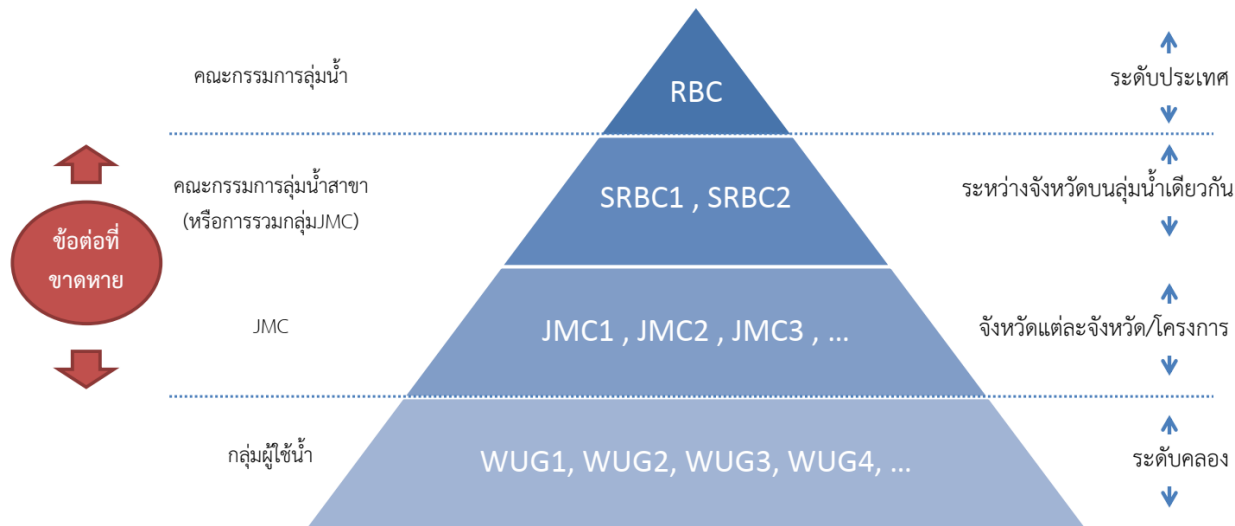 คณะกรรมการลุ่มน้ำ
RBC
ระดับประเทศ
คณะกรรมการลุ่มน้ำสาขา
(หรือการรวมกลุ่มJMC)
SRBC1 , SRBC2
ระหว่างจังหวัดบนลุ่มน้ำเดียวกัน
ข้อต่อที่
ขาดหาย
JMC
JMC1 , JMC2 , JMC3 , ...
จังหวัดแต่ละจังหวัด/โครงการ
กลุ่มผู้ใช้น้ำ
WUG1, WUG2, WUG3, WUG4, ...
ระดับคลอง